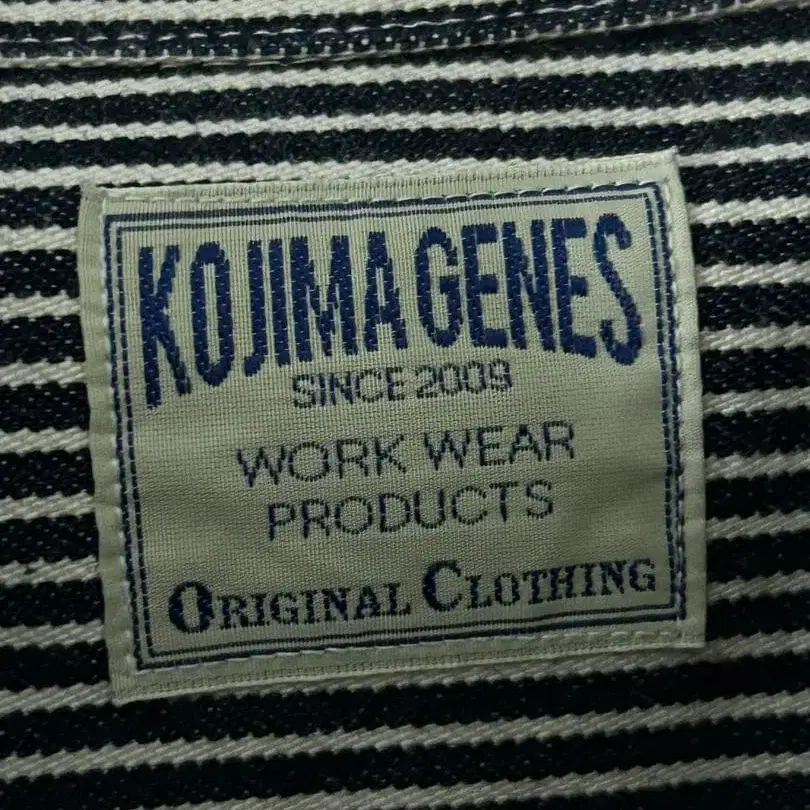 KOJIMA GENES
SINCE 2009
WORK WEAR
PRODUCTS
ORIGINAL CLOTHING